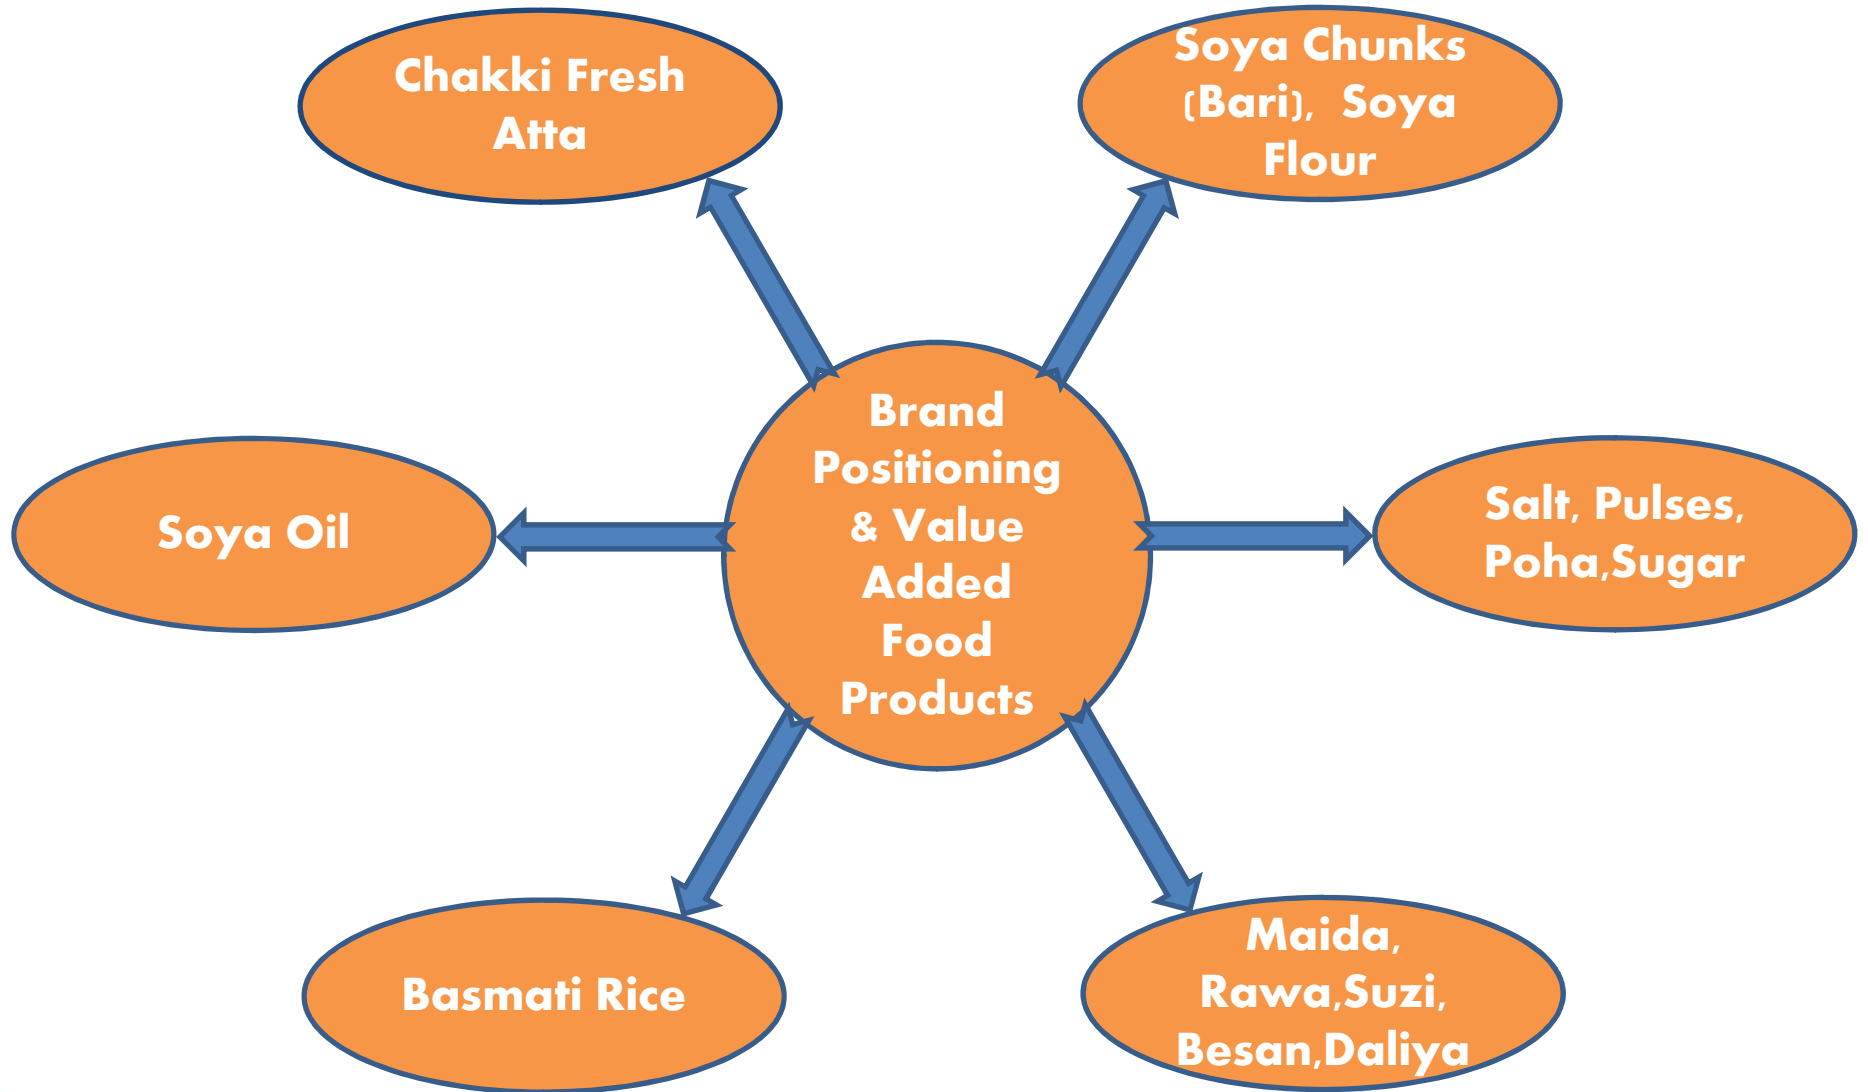 Chakki Fresh
Atta
Soya Chunks
(Bari),  Soya
Flour
Brand
Positioning
& Value
Added
Food
Products
Soya Oil
Salt, Pulses,
Poha,Sugar
Basmati Rice
Maida,
Rawa,Suzi,
Besan,Daliya